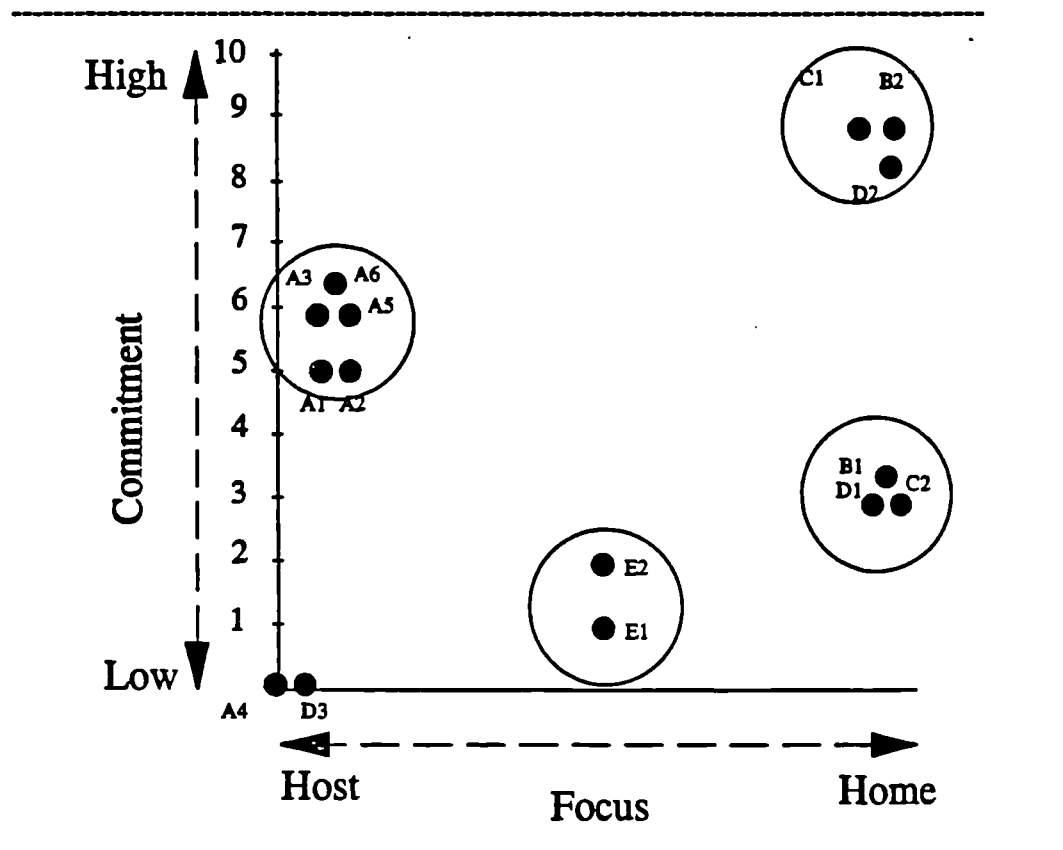 High
10
9
8
7
6
5
4
3
2
1
Low
Commitment
C1 B2
D2
A3 A6
A5
A1 A2
B1
D1 C2
E2
E1
A4 D3
Host
Focus
Home